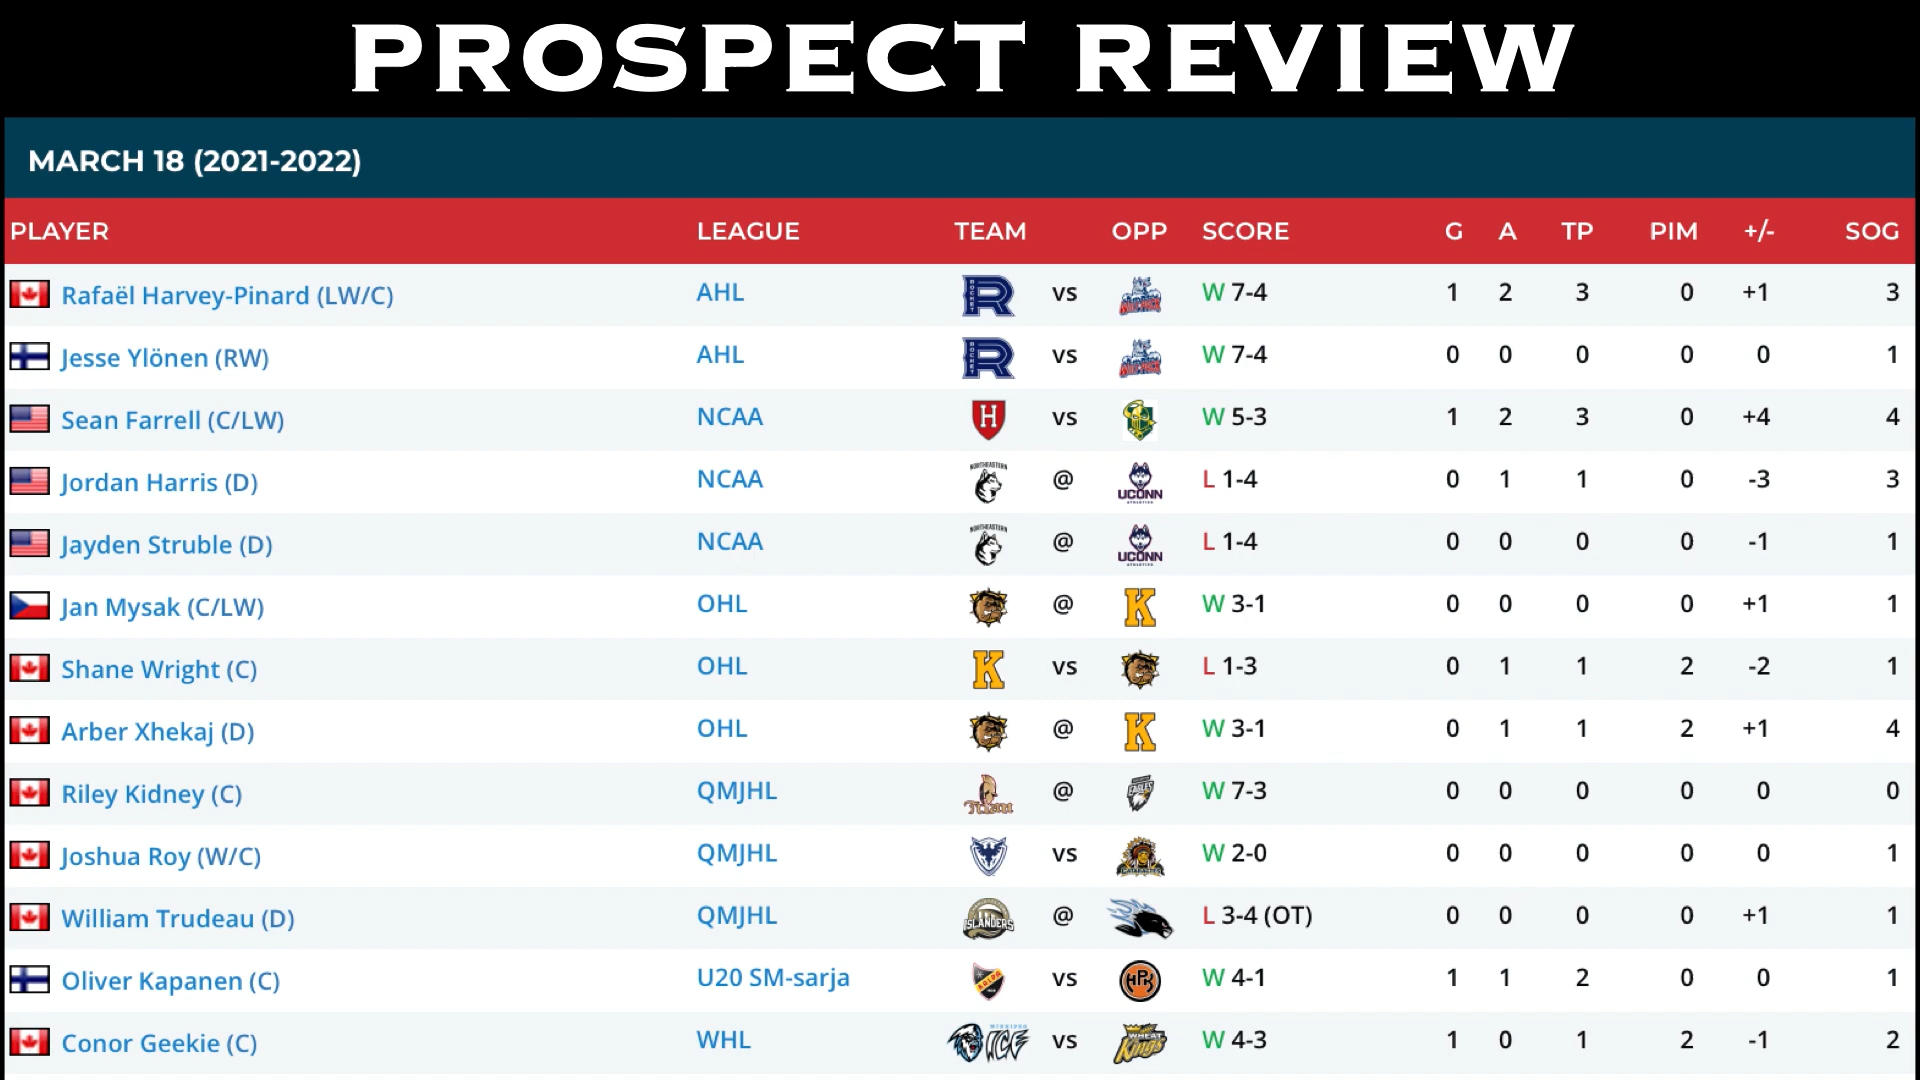 PROSPECT REVIEW
MARCH 18 (2021-2022)
PLAYER LEAGUE TEAM OPP SCORE G A TP PIM +/- SOG
Rafaël Harvey-Pinard (LW/C) AHL vs W 7-4 1 2 3 0 +1 3
Jesse Ylönen (RW) AHL vs W 7-4 0 0 0 0 0 1
Sean Farrell (C/LW) NCAA H vs W 5-3 1 2 3 0 +4 4
Jordan Harris (D) NCAA NORTHEASTERN @ UCONN L 1-4 0 1 1 0 -3 3
Jayden Struble (D) NCAA NORTHEASTERN @ UCONN L 1-4 0 0 0 0 -1 1
Jan Mysak (C/LW) OHL @ K W 3-1 0 0 0 0 +1 1
Shane Wright (C) OHL K vs L 1-3 0 1 1 2 -2 1
Arber Xhekaj (D) OHL @ K W 3-1 0 1 1 2 +1 4
Riley Kidney (C) QMJHL Titan @ EAGLES W 7-3 0 0 0 0 0 0
Joshua Roy (W/C) QMJHL vs CATARACTES W 2-0 0 0 0 0 0 1
William Trudeau (D) QMJHL ISLANDERS @ L 3-4 (OT) 0 0 0 0 +1 1
Oliver Kapanen (C) U20 SM-sarja vs HPK W 4-1 1 1 2 0 0 1
Conor Geekie (C) WHL WINNIPEG ICE vs WHEAT Kings W 4-3 1 0 1 2 -1 2